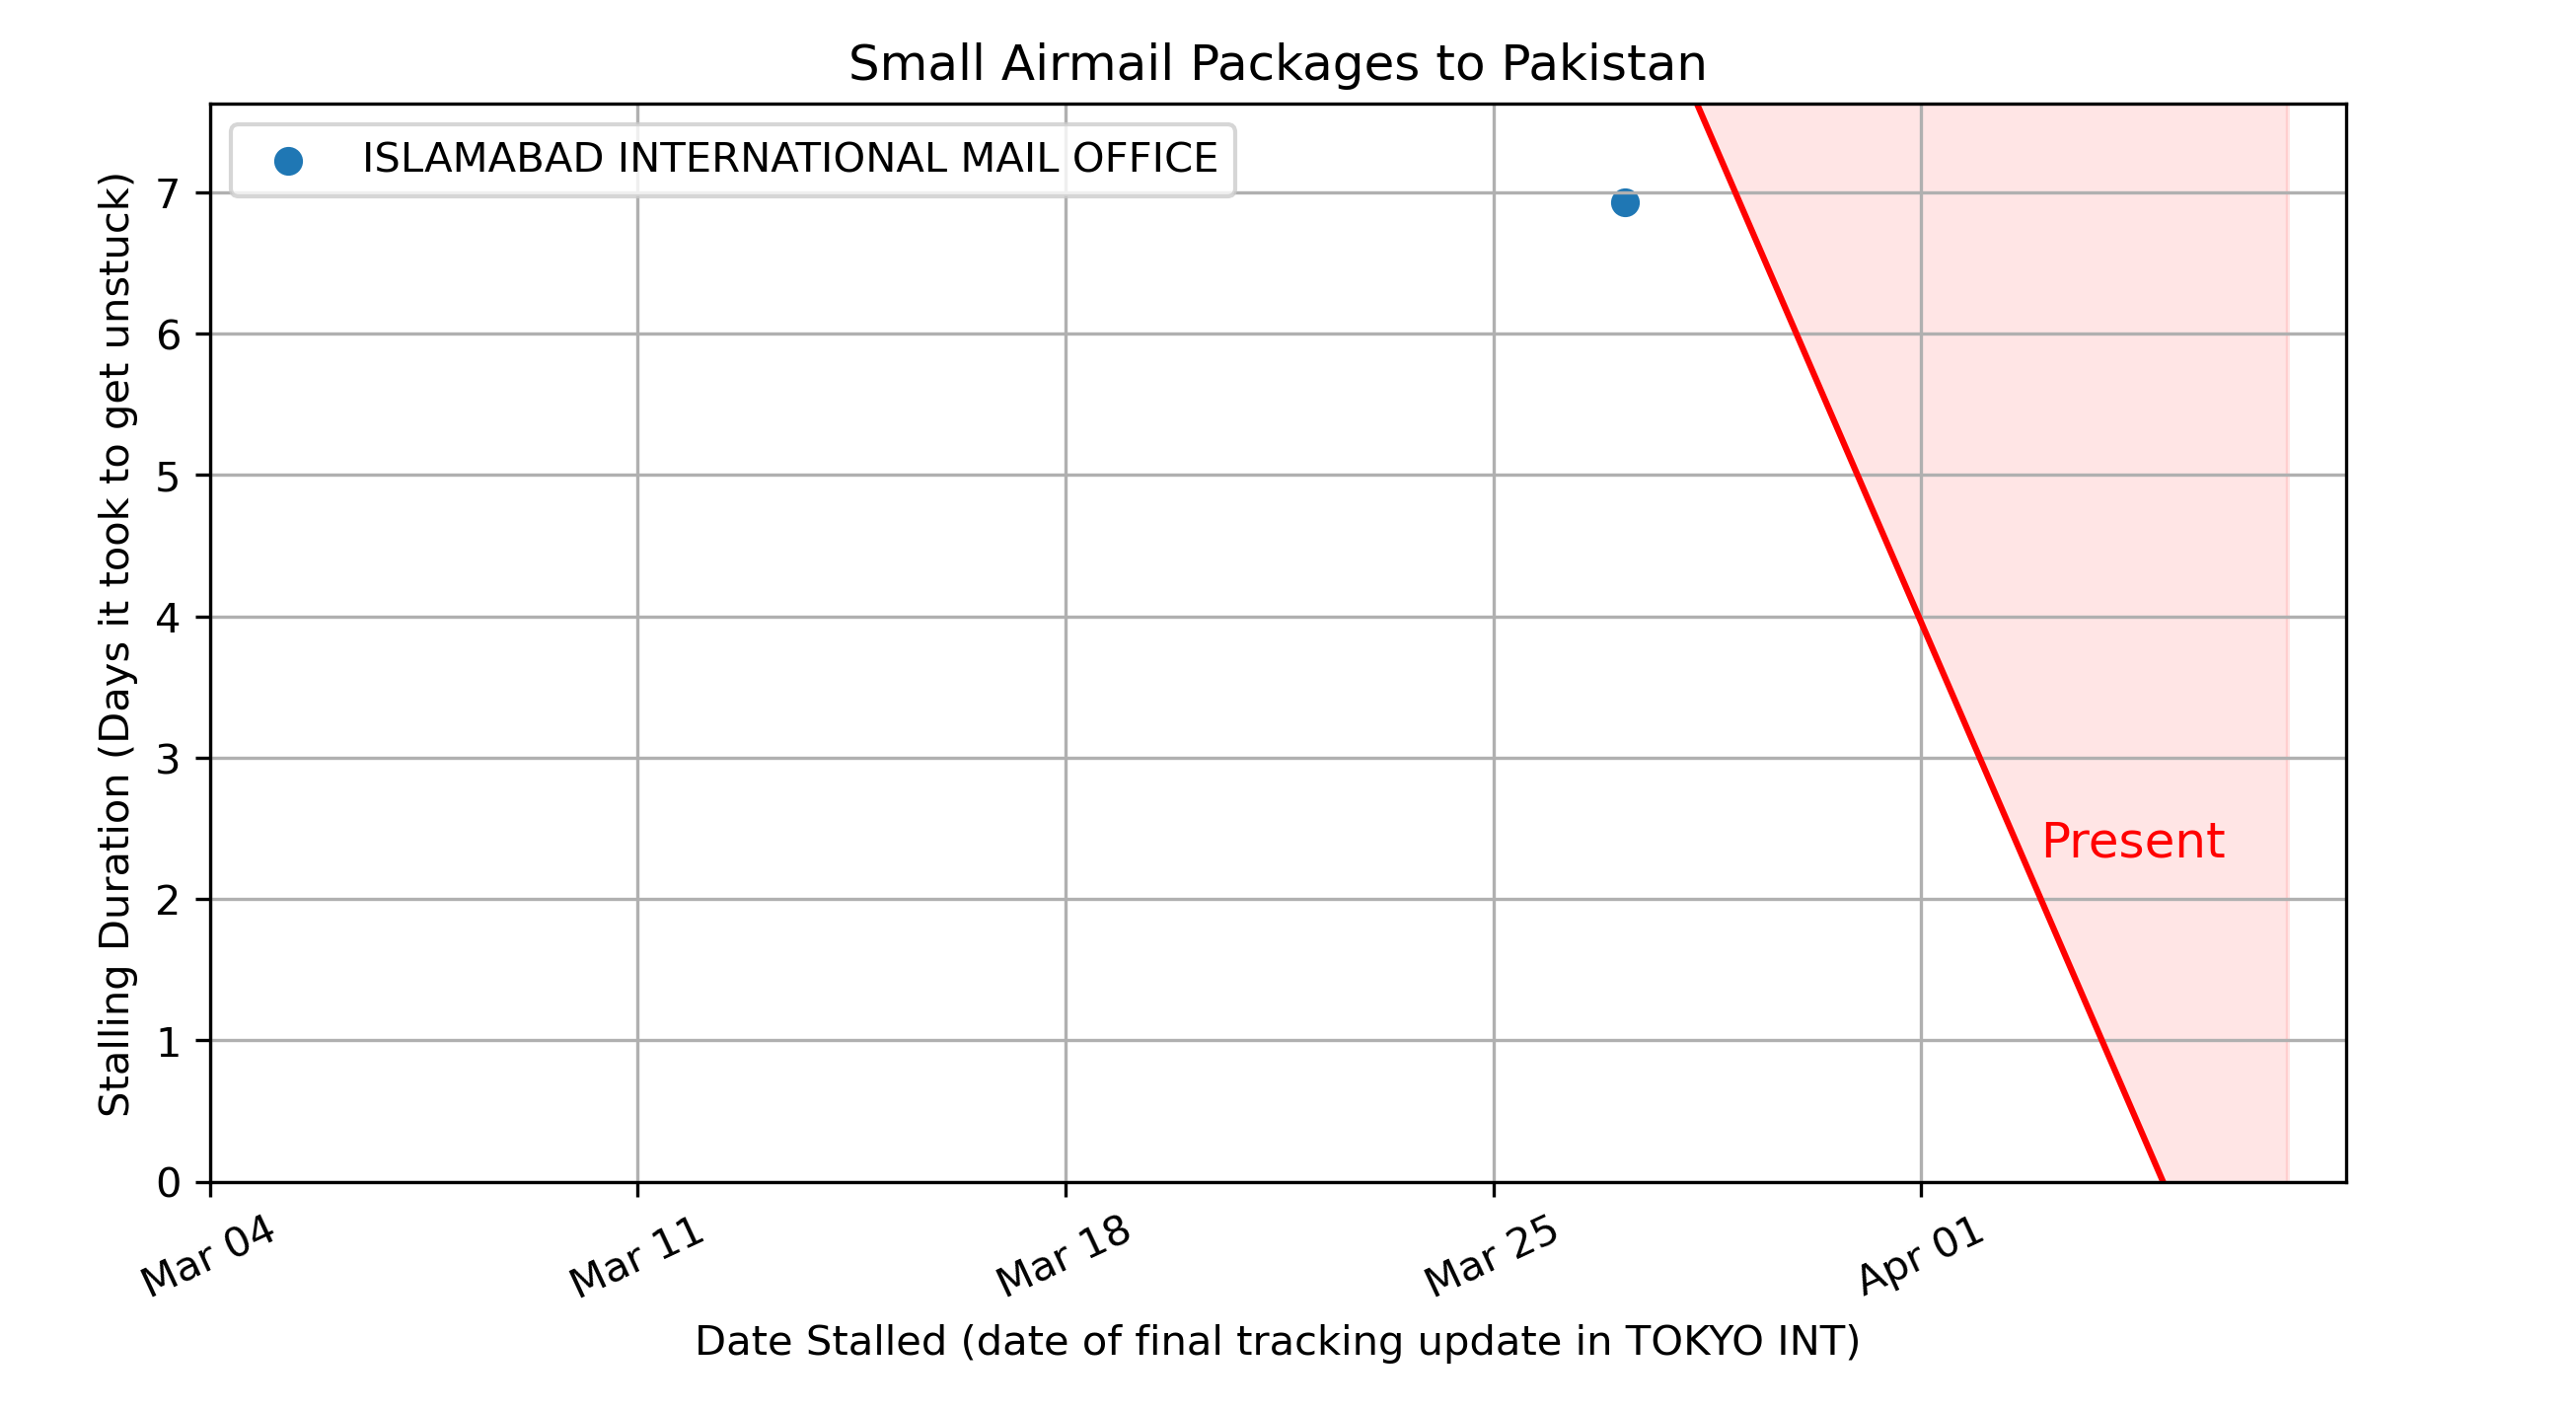 Small Airmail Packages to Pakistan
ISLAMABAD INTERNATIONAL MAIL OFFICE
Stalling Duration (Days it took to get unstuck)
7
6
5
4
3
2
1
0
Present
Mar 04
Mar 11
Mar 18
Mar 25
Apr 01
Date Stalled (date of final tracking update in TOKYO INT)